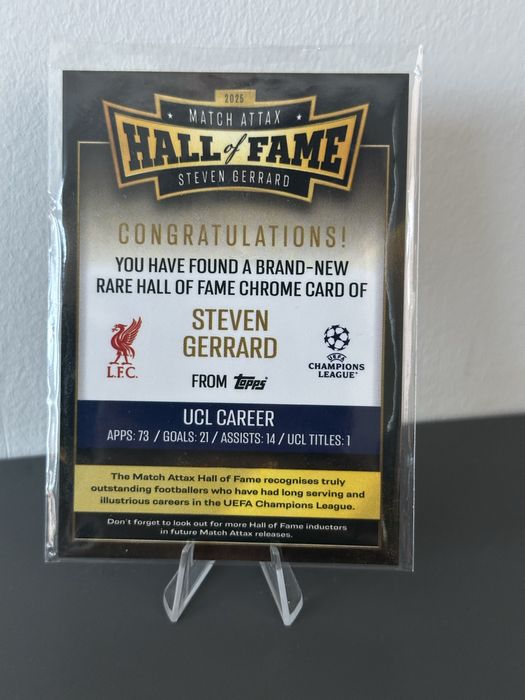 2025
MATCH ATTAX
HALL of FAME
STEVEN GERRARD
CONGRATULATIONS!
YOU HAVE FOUND A BRAND-NEW
RARE HALL OF FAME CHROME CARD OF
STEVEN
GERRARD
L.F.C.
UEFA
CHAMPIONS
LEAGUE
FROM Topps
UCL CAREER
APPS: 73 / GOALS: 21 / ASSISTS: 14 / UCL TITLES: 1
The Match Attax Hall of Fame recognises truly
outstanding footballers who have had long serving and
illustrious careers in the UEFA Champions League.
Don't forget to look out for more Hall of Fame inductors
in future Match Attax releases.